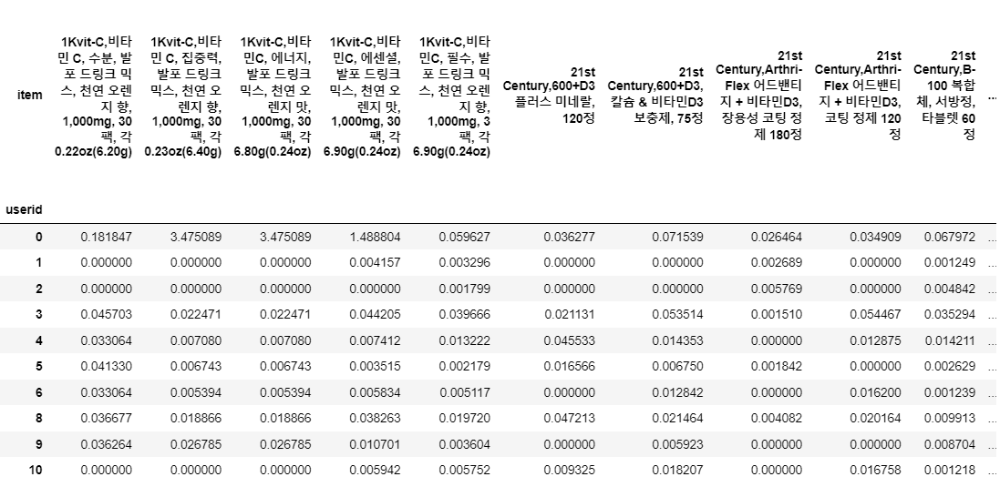 item
1Kvit-C,비타
민 C, 수분, 발
포 드링크 믹
스, 천연 오렌
지 향,
1,000mg, 30
팩, 각
0.22oz(6.20g)
1Kvit-C,비타
민 C, 집중력,
발포 드링크
믹스, 천연 오
렌지 향,
1,000mg, 30
팩, 각
0.23oz(6.40g)
1Kvit-C,비타
민C, 에너지,
발포 드링크
믹스, 천연 오
렌지 맛,
1,000mg, 30
팩, 각
6.80g(0.24oz)
1Kvit-C,비타
민C, 에센셜,
발포 드링크
믹스, 천연 오
렌지 맛,
1,000mg, 30
팩, 각
6.90g(0.24oz)
1Kvit-C,비타
민C, 필수, 발
포 드링크 믹
스, 천연 오렌
지 향,
1,000mg, 3
팩, 각
6.90g(0.24oz)
21st
Century,600+D3
플러스 미네랄,
120정
21st
Century,600+D3,
칼슘 & 비타민D3
보충제, 75정
21st
Century,Arthri-
Flex 어드밴티
지 + 비타민D3,
장용성 코팅 정
제 180정
21st
Century,Arthri-
Flex 어드밴티
지 + 비타민D3,
코팅 정제 120
정
21st
Century,B-
100 복합
체, 서방정,
타블렛 60
정
...
userid
0 0.181847 3.475089 3.475089 1.488804 0.059627 0.036277 0.071539 0.026464 0.034909 0.067972 ...
1 0.000000 0.000000 0.000000 0.004157 0.003296 0.000000 0.000000 0.002689 0.000000 0.001249 ...
2 0.000000 0.000000 0.000000 0.000000 0.001799 0.000000 0.000000 0.005769 0.000000 0.004842 ...
3 0.045703 0.022471 0.022471 0.044205 0.039666 0.021131 0.053514 0.001510 0.054467 0.035294 ...
4 0.033064 0.007080 0.007080 0.007412 0.013222 0.045533 0.014353 0.000000 0.012875 0.014211 ...
5 0.041330 0.006743 0.006743 0.003515 0.002179 0.016566 0.006750 0.001842 0.000000 0.002629 ...
6 0.033064 0.005394 0.005394 0.005834 0.005117 0.000000 0.012842 0.000000 0.016200 0.001239 ...
8 0.036677 0.018866 0.018866 0.038263 0.019720 0.047213 0.021464 0.004082 0.020164 0.009913 ...
9 0.036264 0.026785 0.026785 0.010701 0.003604 0.000000 0.005923 0.000000 0.000000 0.008704 ...
10 0.000000 0.000000 0.000000 0.005942 0.005752 0.009325 0.018207 0.000000 0.016758 0.001218 ...